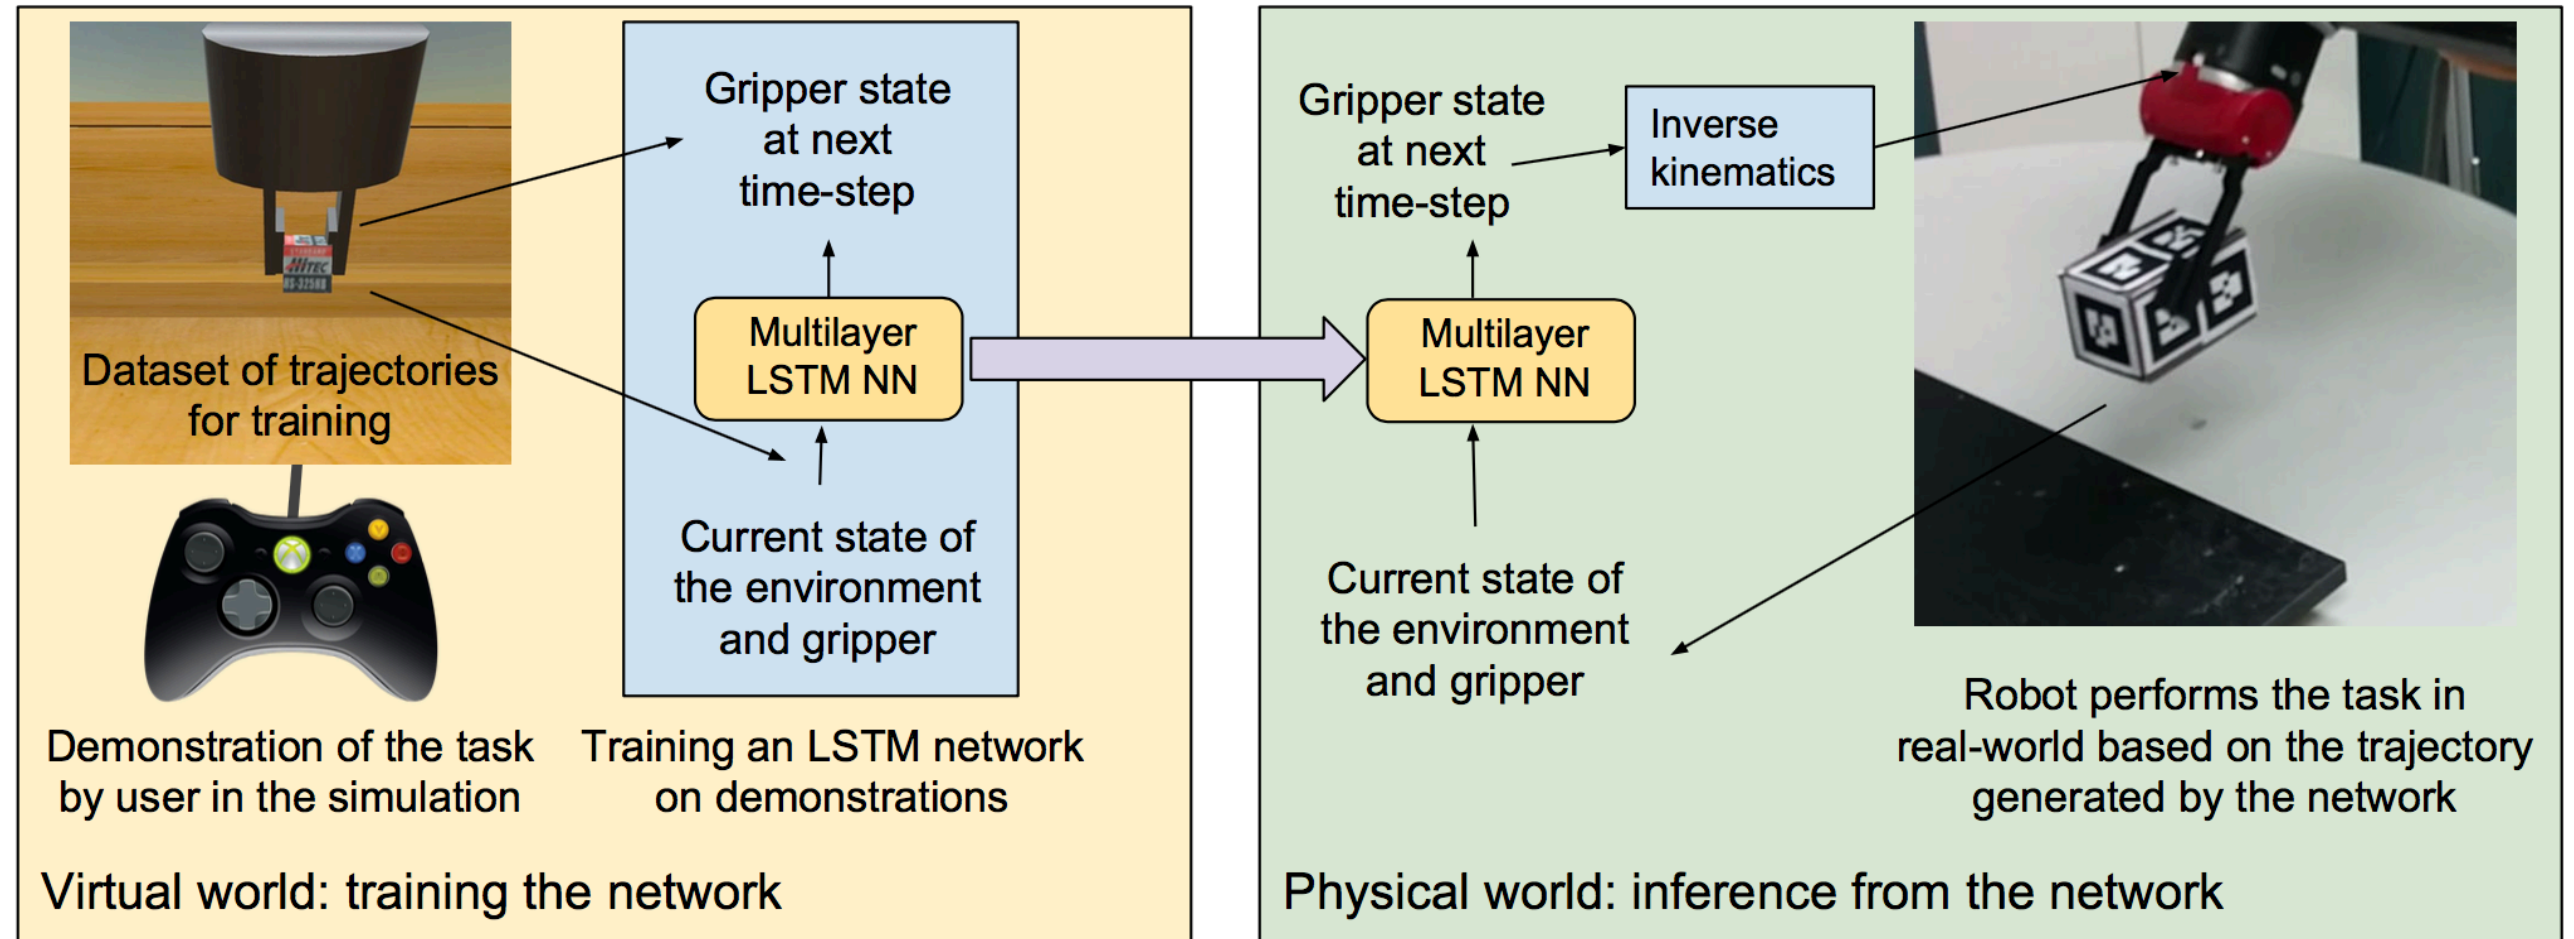 STANDARD
HiTEC
HS-325HB
Dataset of trajectories
for training
Demonstration of the task
by user in the simulation
Gripper state
at next
time-step
Multilayer
LSTM NN
Current state of
the environment
and gripper
Training an LSTM network
on demonstrations
Virtual world: training the network
Gripper state
at next
time-step
Inverse
kinematics
Multilayer
LSTM NN
Current state of
the environment
and gripper
Robot performs the task in
real-world based on the trajectory
generated by the network
Physical world: inference from the network
X
Y